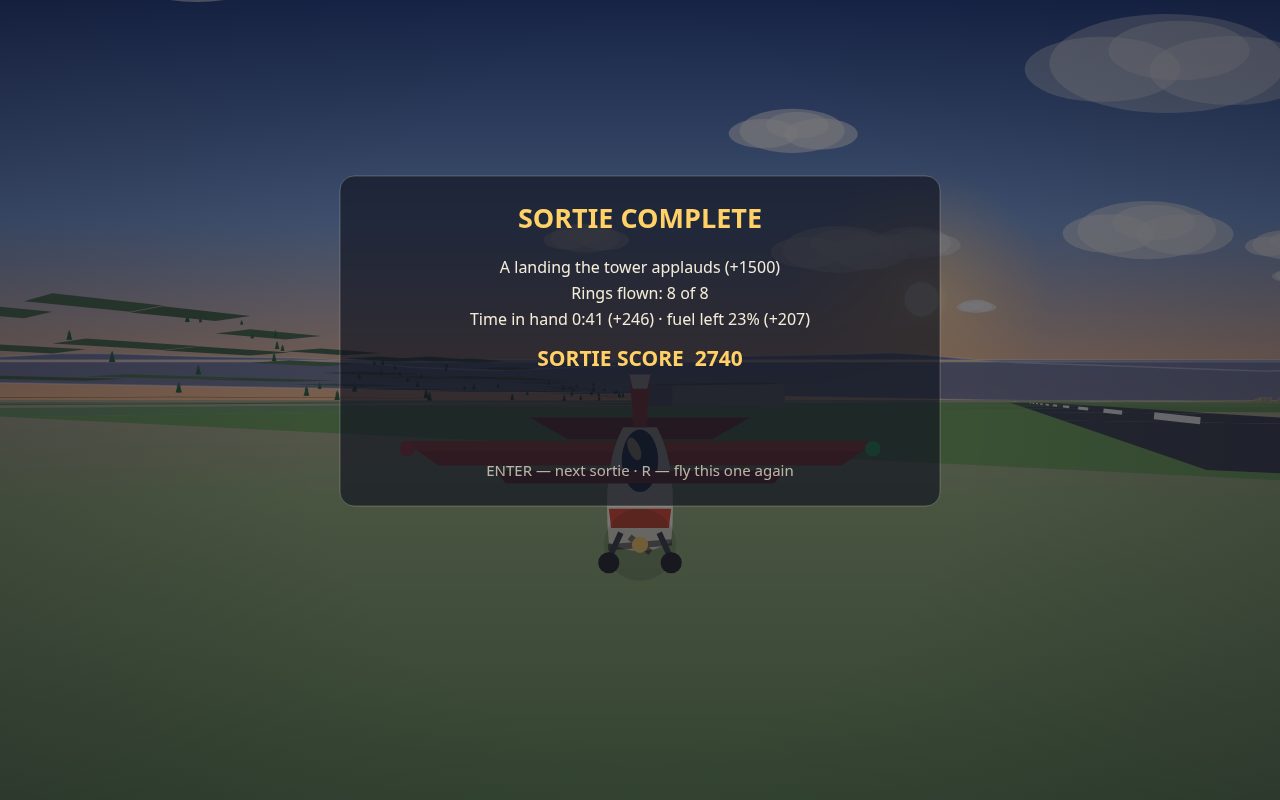 SORTIE COMPLETE
A landing the tower applauds (+1500)
Rings flown: 8 of 8
Time in hand 0:41 (+246) · fuel left 23% (+207)
SORTIE SCORE 2740
ENTER — next sortie · R — fly this one again